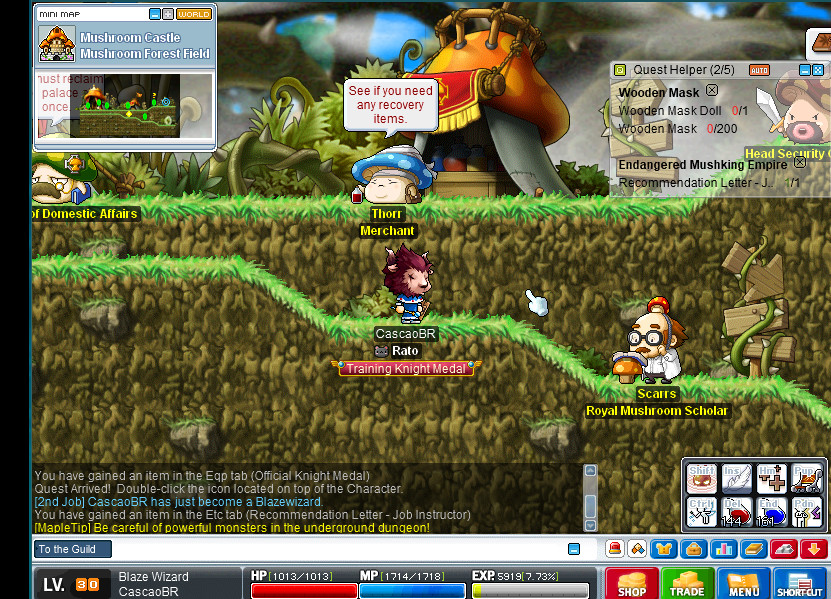 MINI MAP
WORLD
Mushroom Castle
Mushroom Forest Field
must reclaim
palace
once.
See if you need
any recovery
items.
Quest Helper (2/5)
AUTO
Wooden Mask
Wooden Mask Doll 0/1
Wooden Mask 0/200
Head Security
Endangered Mushking Empire
Recommendation Letter - J.. 1/1
of Domestic Affairs
Thorr
Merchant
CascaoBR
Rato
Training Knight Medal
Scarrs
Royal Mushroom Scholar
You have gained an item in the Eqp tab (Official Knight Medal)
Quest Arrived! Double-click the icon located on top of the Character.
[2nd Job] CascaoBR has just become a Blazewizard.
You have gained an item in the Etc tab (Recommendation Letter - Job Instructor)
[MapleTip] Be careful of powerful monsters in the underground dungeon!
Shift Ins Hm Pup
Ctrl Del End Pdn
144 161
To the Guild
LV. 30
Blaze Wizard
CascaoBR
HP[1013/1013] MP[1714/1718] EXP. 5919[7.73%]
SHOP TRADE MENU SHORTCUT